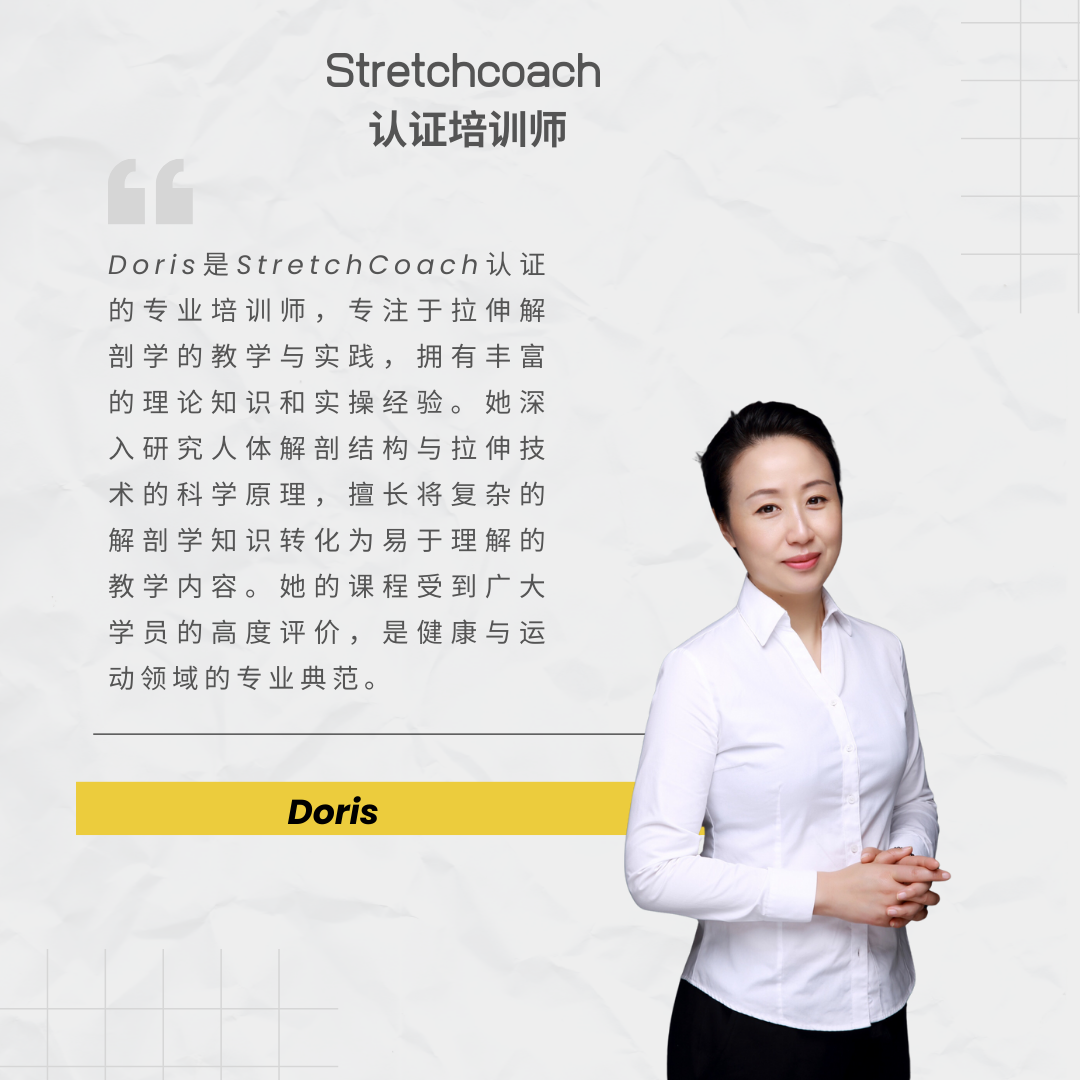 Stretchcoach
认证培训师
Doris是StretchCoach认证
的专业培训师，专注于拉伸解
剖学的教学与实践，拥有丰富
的理论知识和实操经验。她深
入研究人体解剖结构与拉伸技
术的科学原理，擅长将复杂的
解剖学知识转化为易于理解的
教学内容。她的课程受到广大
学员的高度评价，是健康与运
动领域的专业典范。
Doris